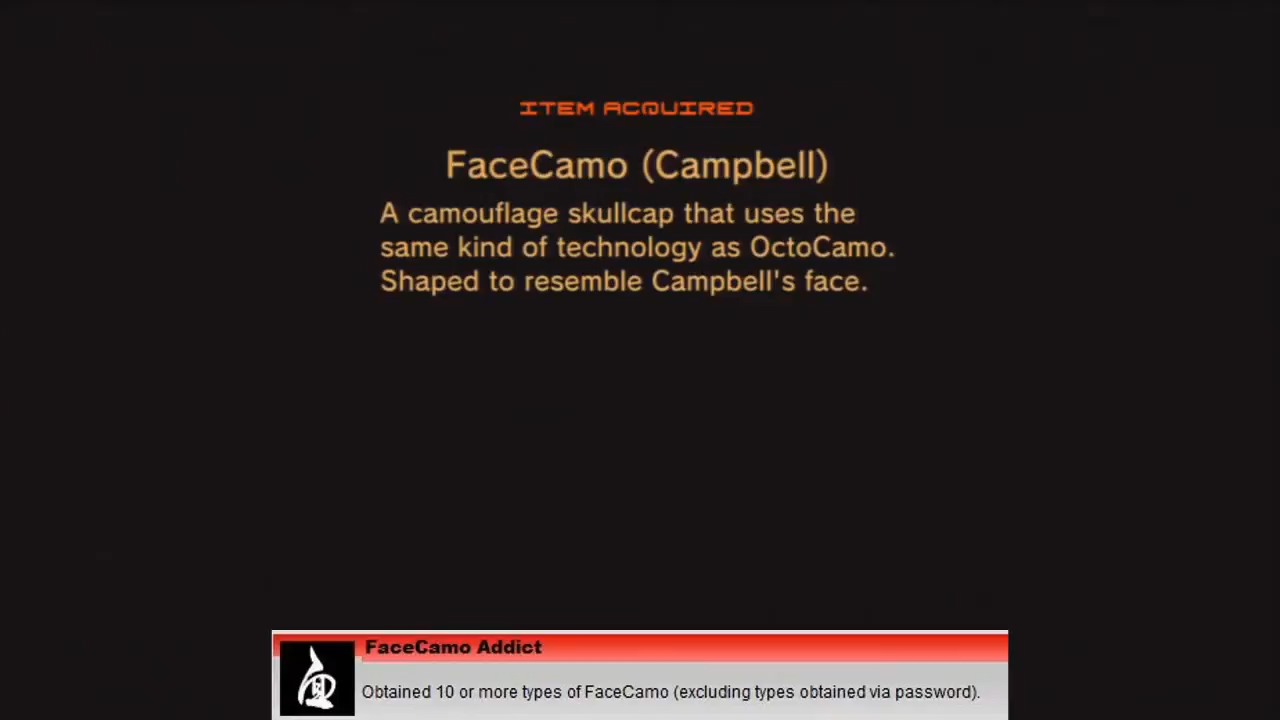 ITEM ACQUIRED
FaceCamo (Campbell)
A camouflage skullcap that uses the
same kind of technology as OctoCamo.
Shaped to resemble Campbell's face.
FaceCamo Addict
Obtained 10 or more types of FaceCamo (excluding types obtained via password).